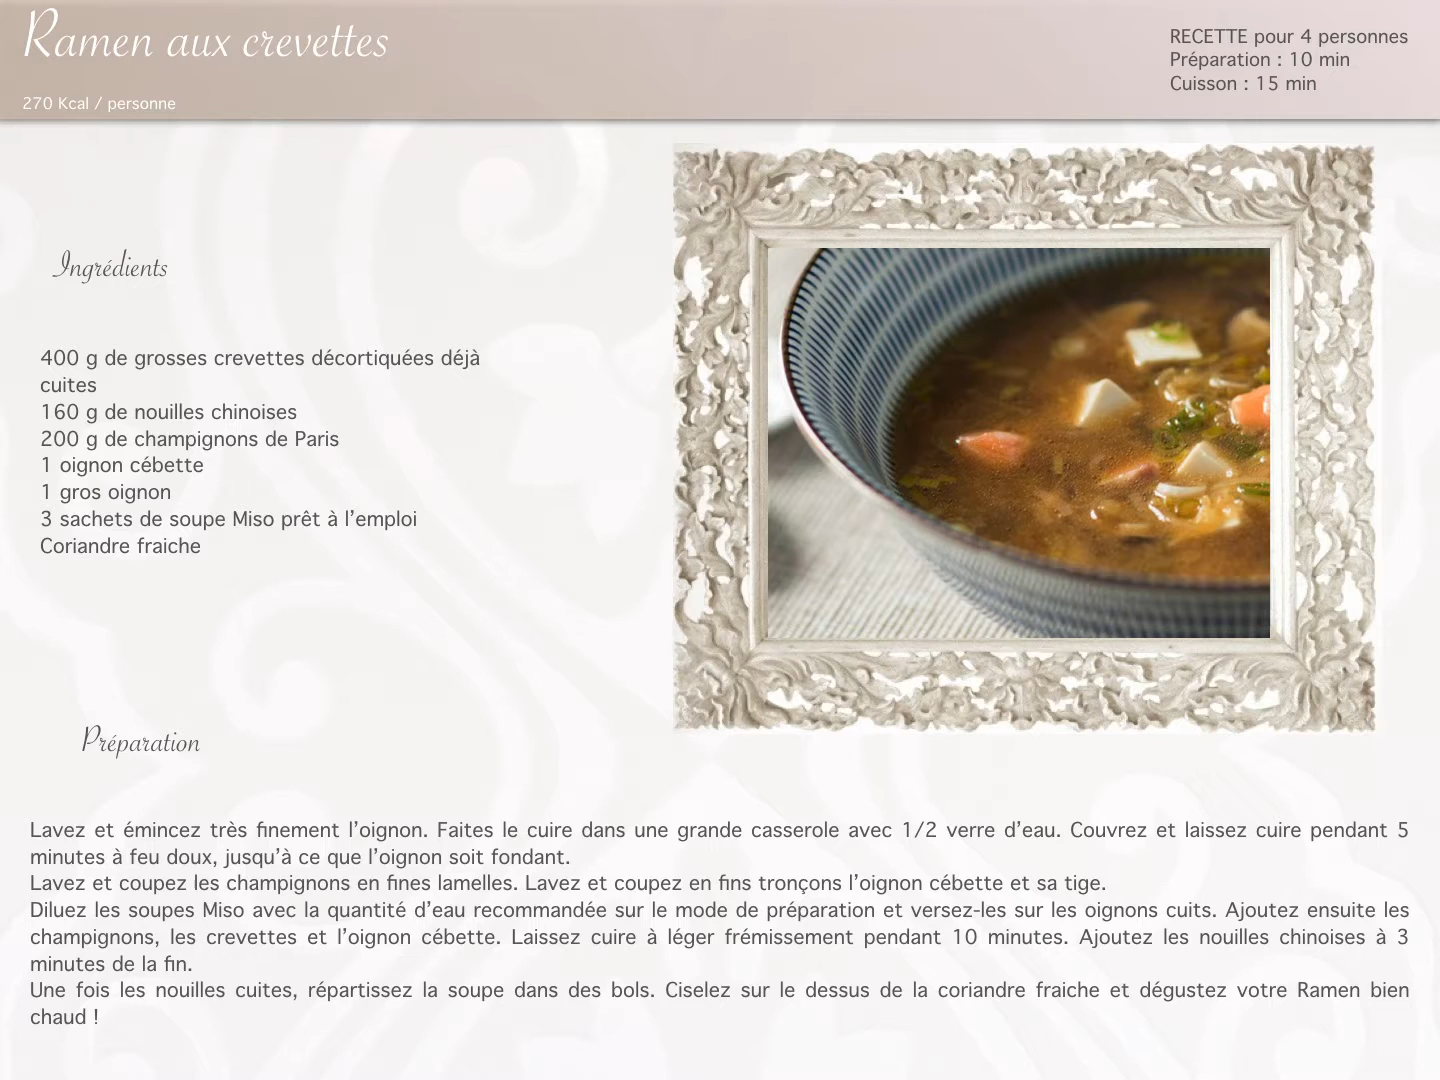 Ramen aux crevettes
270 Kcal / personne
RECETTE pour 4 personnes
Préparation : 10 min
Cuisson : 15 min
Ingrédients
400 g de grosses crevettes décortiquées déjà
cuites
160 g de nouilles chinoises
200 g de champignons de Paris
1 oignon cébette
1 gros oignon
3 sachets de soupe Miso prêt à l’emploi
Coriandre fraiche
Préparation
Lavez et émincez très finement l’oignon. Faites le cuire dans une grande casserole avec 1/2 verre d’eau. Couvrez et laissez cuire pendant 5
minutes à feu doux, jusqu’à ce que l’oignon soit fondant.
Lavez et coupez les champignons en fines lamelles. Lavez et coupez en fins tronçons l’oignon cébette et sa tige.
Diluez les soupes Miso avec la quantité d’eau recommandée sur le mode de préparation et versez-les sur les oignons cuits. Ajoutez ensuite les
champignons, les crevettes et l’oignon cébette. Laissez cuire à léger frémissement pendant 10 minutes. Ajoutez les nouilles chinoises à 3
minutes de la fin.
Une fois les nouilles cuites, répartissez la soupe dans des bols. Ciselez sur le dessus de la coriandre fraiche et dégustez votre Ramen bien
chaud !